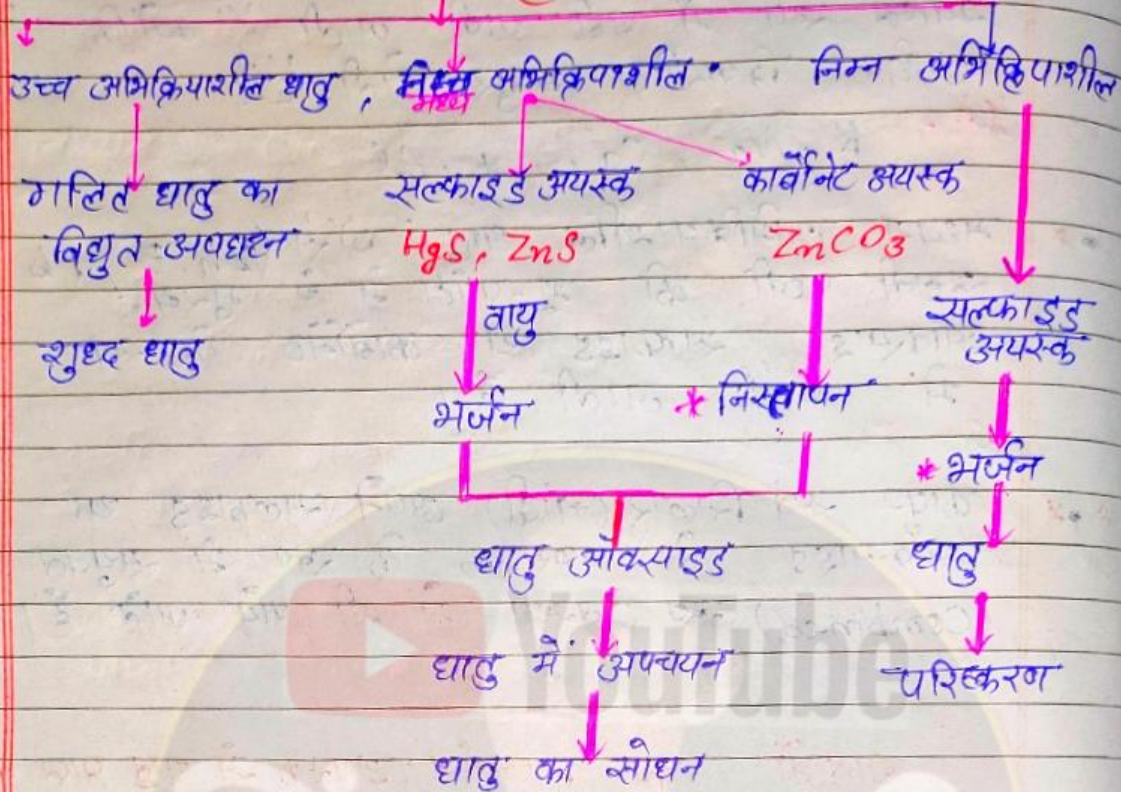 उच्च अभिक्रियाशील धातु , मध्य अभिक्रियाशील . निम्न अभिक्रियाशील
गलित धातु का सल्फाइड अयस्क कार्बोनेट अयस्क
विद्युत अपघटन HgS, ZnS ZnCO3
वायु सल्फाइड
शुध्द धातु अयस्क
भर्जन * निस्तापन
* भर्जन
धातु ऑक्साइड धातु
धातु में अपचयन परिष्करण
धातु का सोधन
YouTube